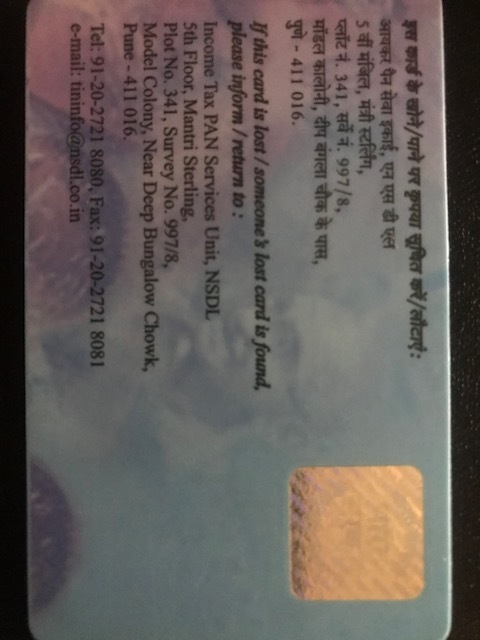 इस कार्ड के खोने/पाने पर कृपया सूचित करें/लौटाएं :
आयकर पैन सेवा इकाई, एन एस डी एल
5 वीं मंजिल, मंत्री स्टर्लिंग,
प्लॉट नं. 341, सर्वे नं. 997/8,
मॉडल कालोनी, दीप बंगला चौक के पास,
पुणे - 411 016.
If this card is lost / someone's lost card is found,
please inform / return to :
Income Tax PAN Services Unit, NSDL
5th Floor, Mantri Sterling,
Plot No. 341, Survey No. 997/8,
Model Colony, Near Deep Bungalow Chowk,
Pune - 411 016.
Tel: 91-20-2721 8080, Fax: 91-20-2721 8081
e-mail: tininfo@nsdl.co.in